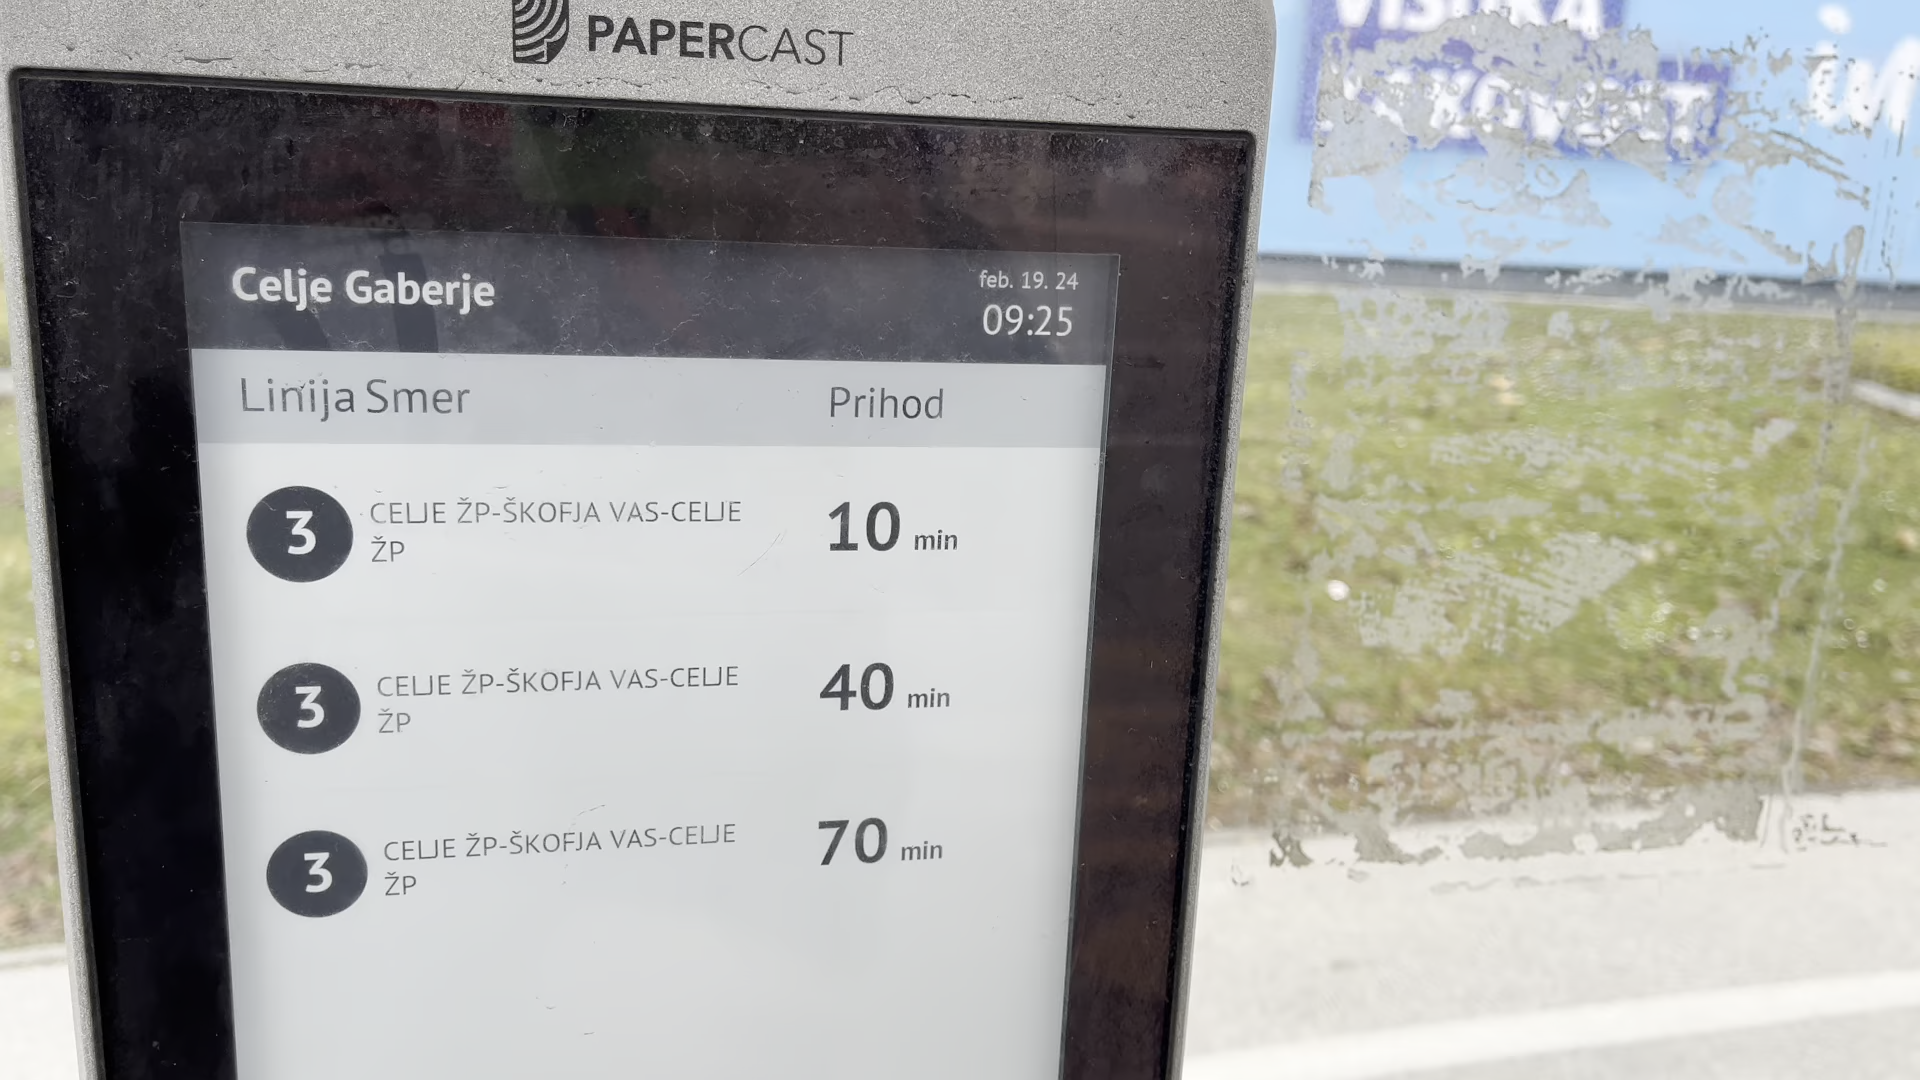 PAPERCAST
Celje Gaberje
feb. 19. 24
09:25
Linija Smer Prihod
3 CELJE ŽP-ŠKOFJA VAS-CELJE ŽP 10 min
3 CELJE ŽP-ŠKOFJA VAS-CELJE ŽP 40 min
3 CELJE ŽP-ŠKOFJA VAS-CELJE ŽP 70 min